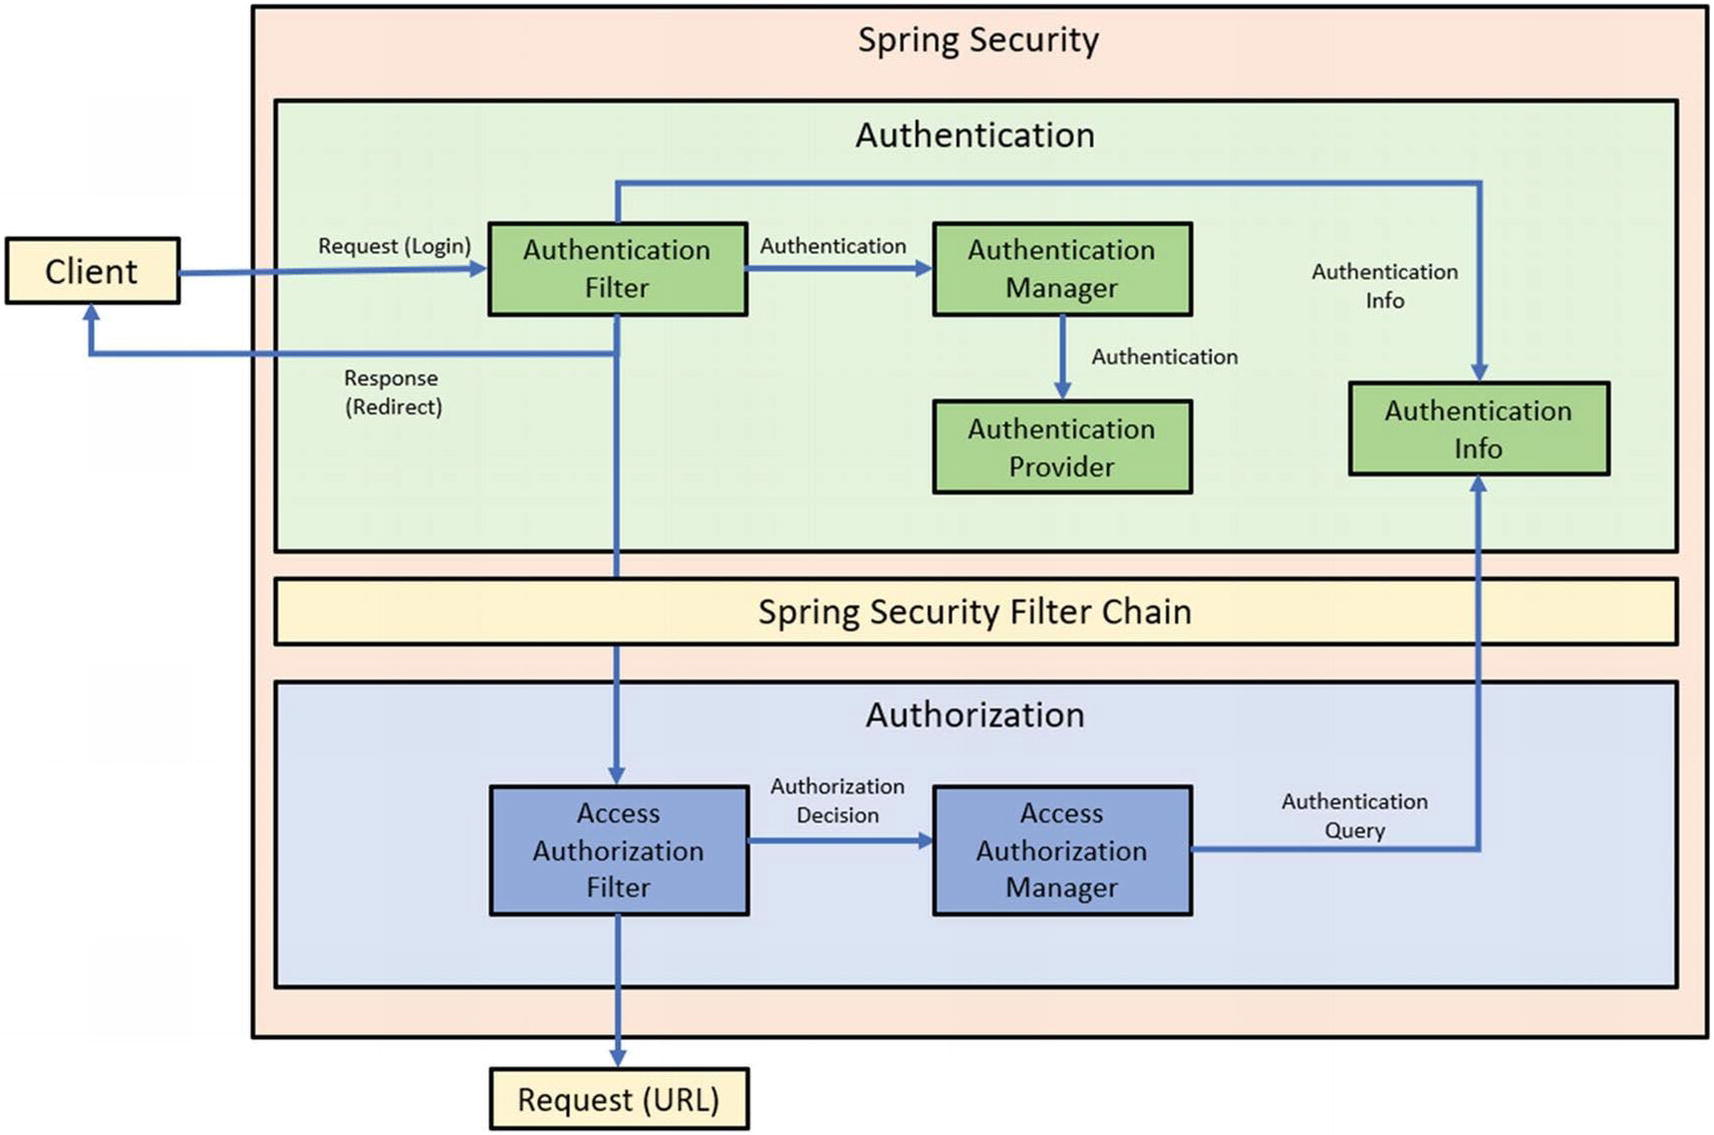 Spring Security
Authentication
Client
Request (Login)
Authentication
Filter
Authentication
Authentication
Manager
Authentication
Info
Response
(Redirect)
Authentication
Authentication
Provider
Authentication
Info
Spring Security Filter Chain
Authorization
Access
Authorization
Filter
Authorization
Decision
Access
Authorization
Manager
Authentication
Query
Request (URL)